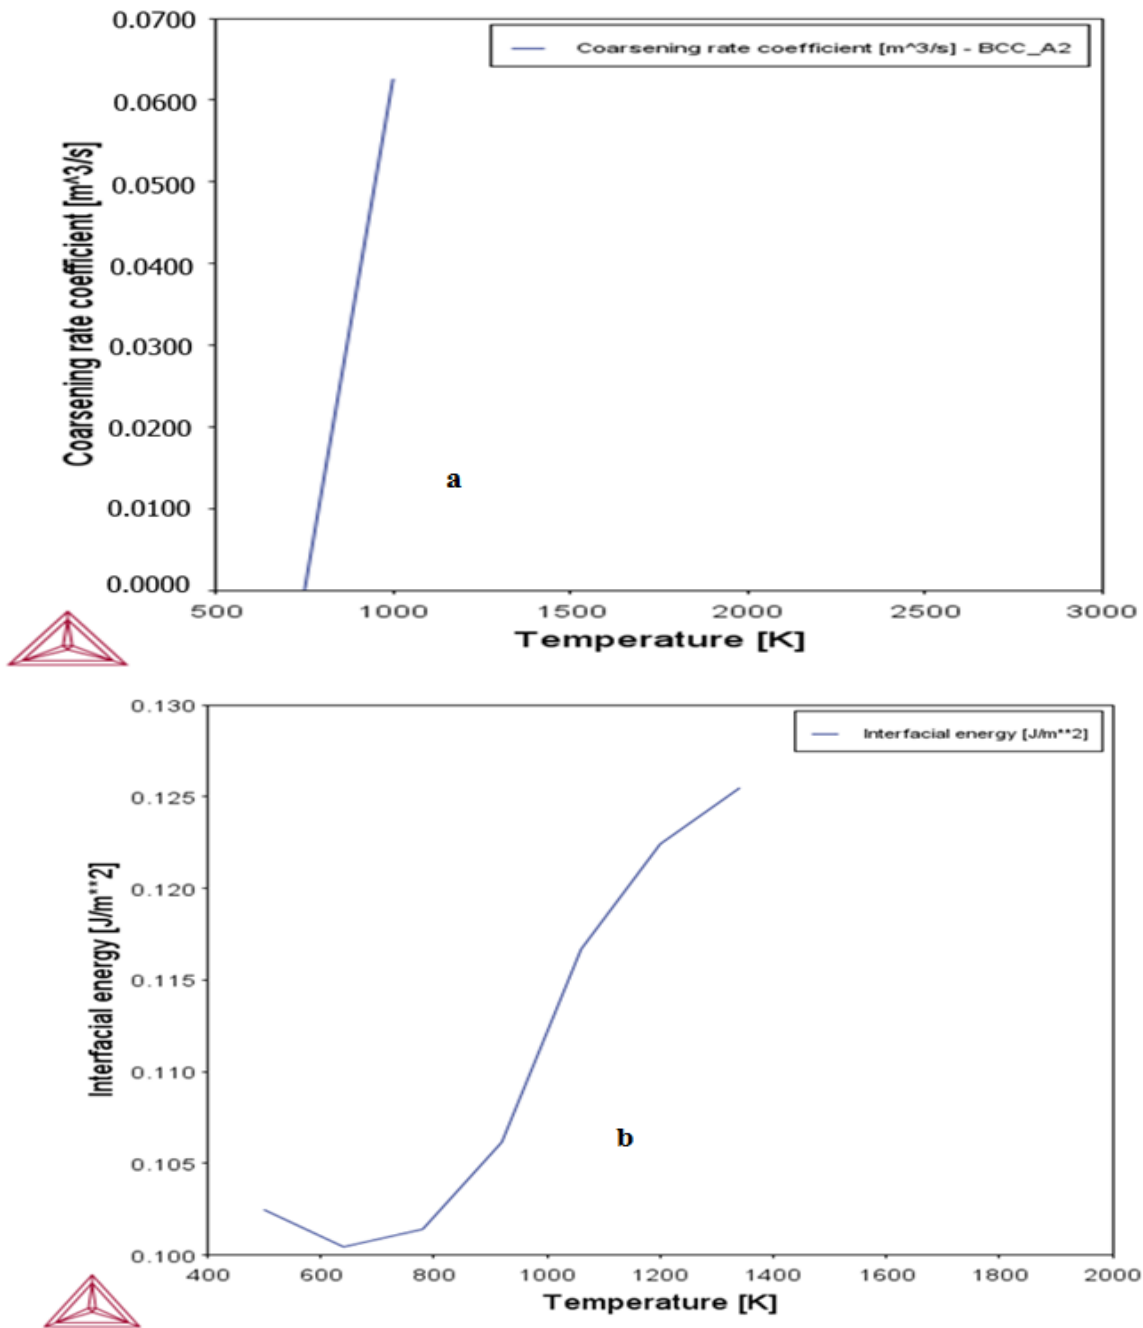 0.0700
Coarsening rate coefficient [m^3/s] - BCC_A2
0.0600
0.0500
0.0400
0.0300
0.0200
0.0100
0.0000
Coarsening rate coefficient [m^3/s]
a
500 1000 1500 2000 2500 3000
Temperature [K]
0.130
Interfacial energy [J/m**2]
0.125
0.120
0.115
0.110
0.105
0.100
Interfacial energy [J/m**2]
b
400 600 800 1000 1200 1400 1600 1800 2000
Temperature [K]